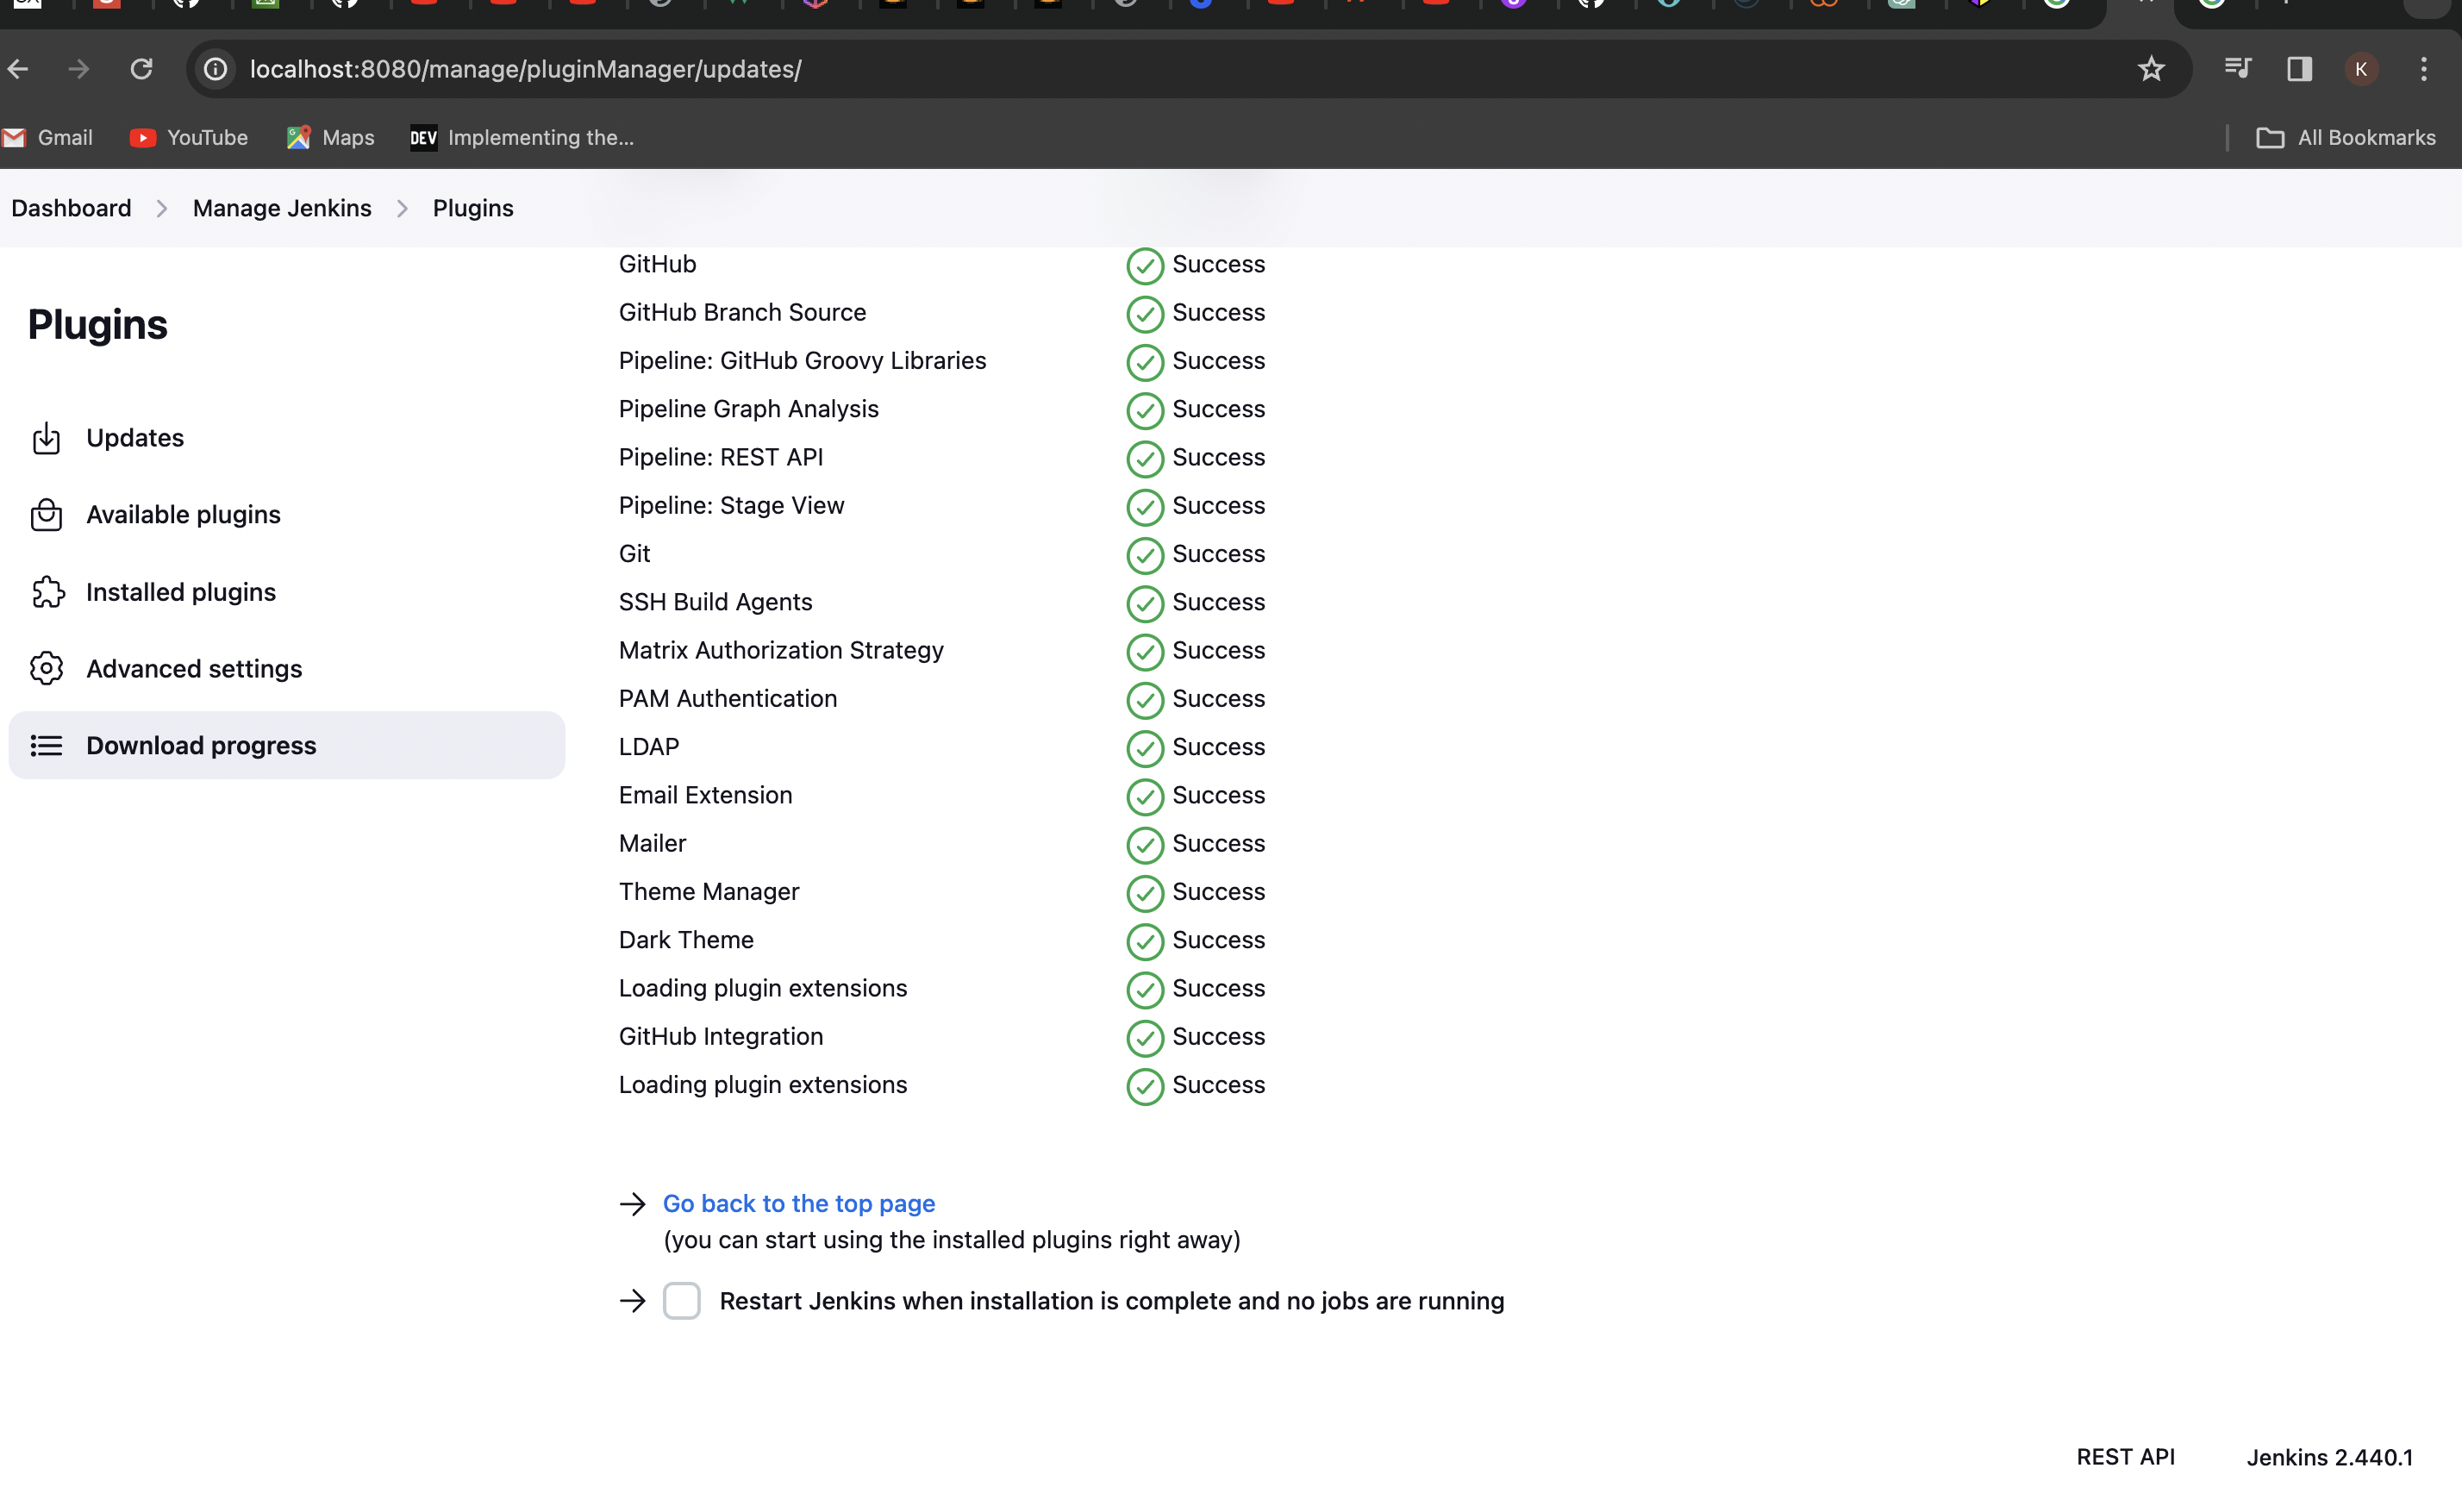 localhost:8080/manage/pluginManager/updates/
K
Gmail YouTube Maps DEV Implementing the... All Bookmarks
Dashboard Manage Jenkins Plugins
Plugins
Updates
Available plugins
Installed plugins
Advanced settings
Download progress
GitHub Success
GitHub Branch Source Success
Pipeline: GitHub Groovy Libraries Success
Pipeline Graph Analysis Success
Pipeline: REST API Success
Pipeline: Stage View Success
Git Success
SSH Build Agents Success
Matrix Authorization Strategy Success
PAM Authentication Success
LDAP Success
Email Extension Success
Mailer Success
Theme Manager Success
Dark Theme Success
Loading plugin extensions Success
GitHub Integration Success
Loading plugin extensions Success
Go back to the top page
(you can start using the installed plugins right away)
Restart Jenkins when installation is complete and no jobs are running
REST API Jenkins 2.440.1